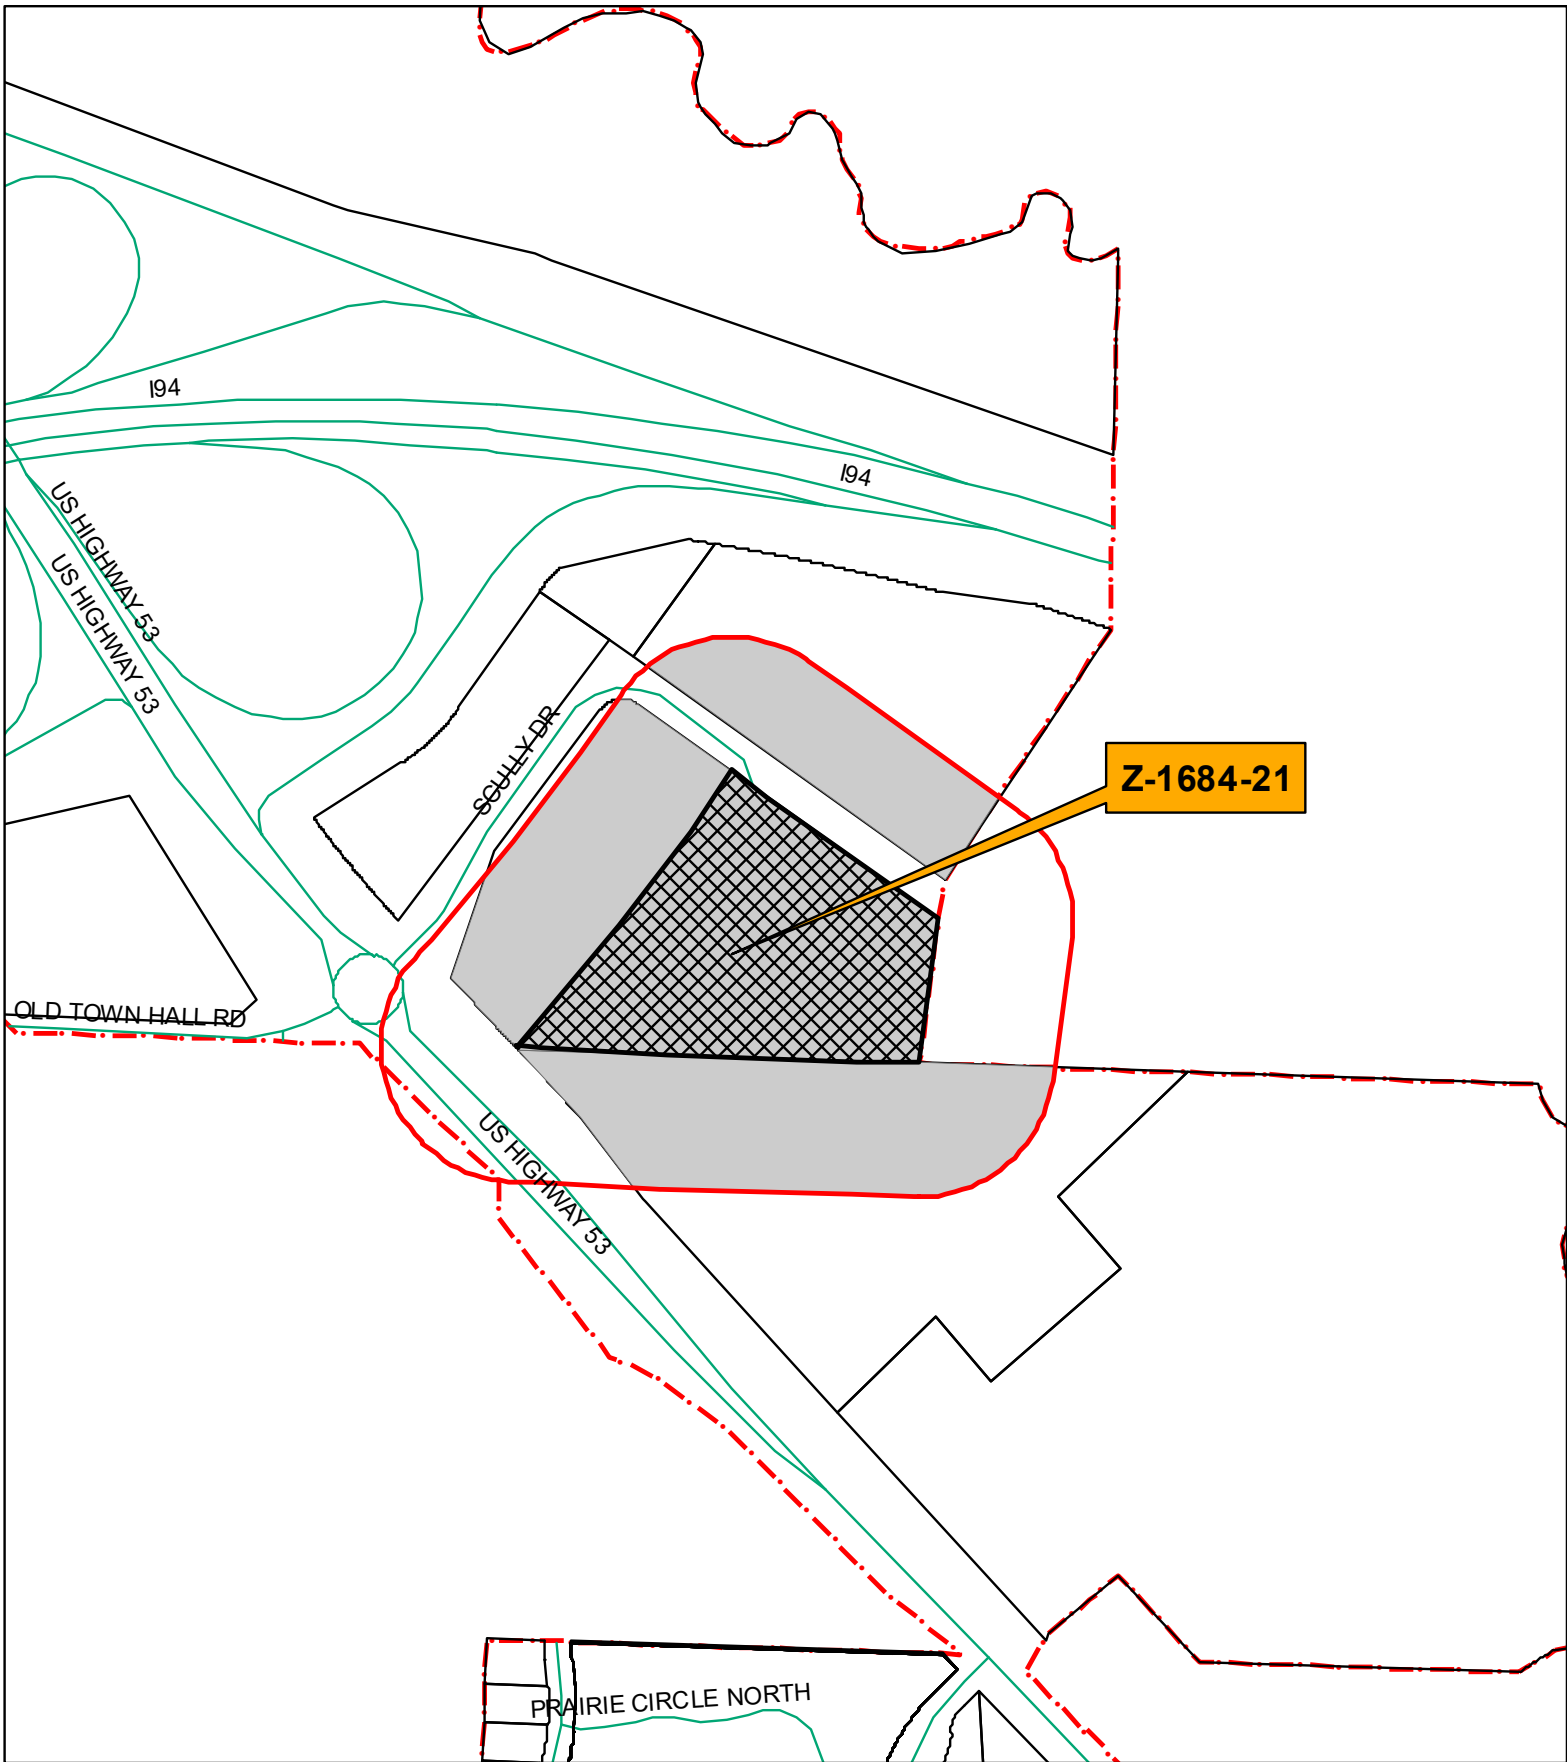 I94
I94
US HIGHWAY 53
US HIGHWAY 53
SCULLY DR
Z-1684-21
OLD TOWN HALL RD
US HIGHWAY 53
PRAIRIE CIRCLE NORTH